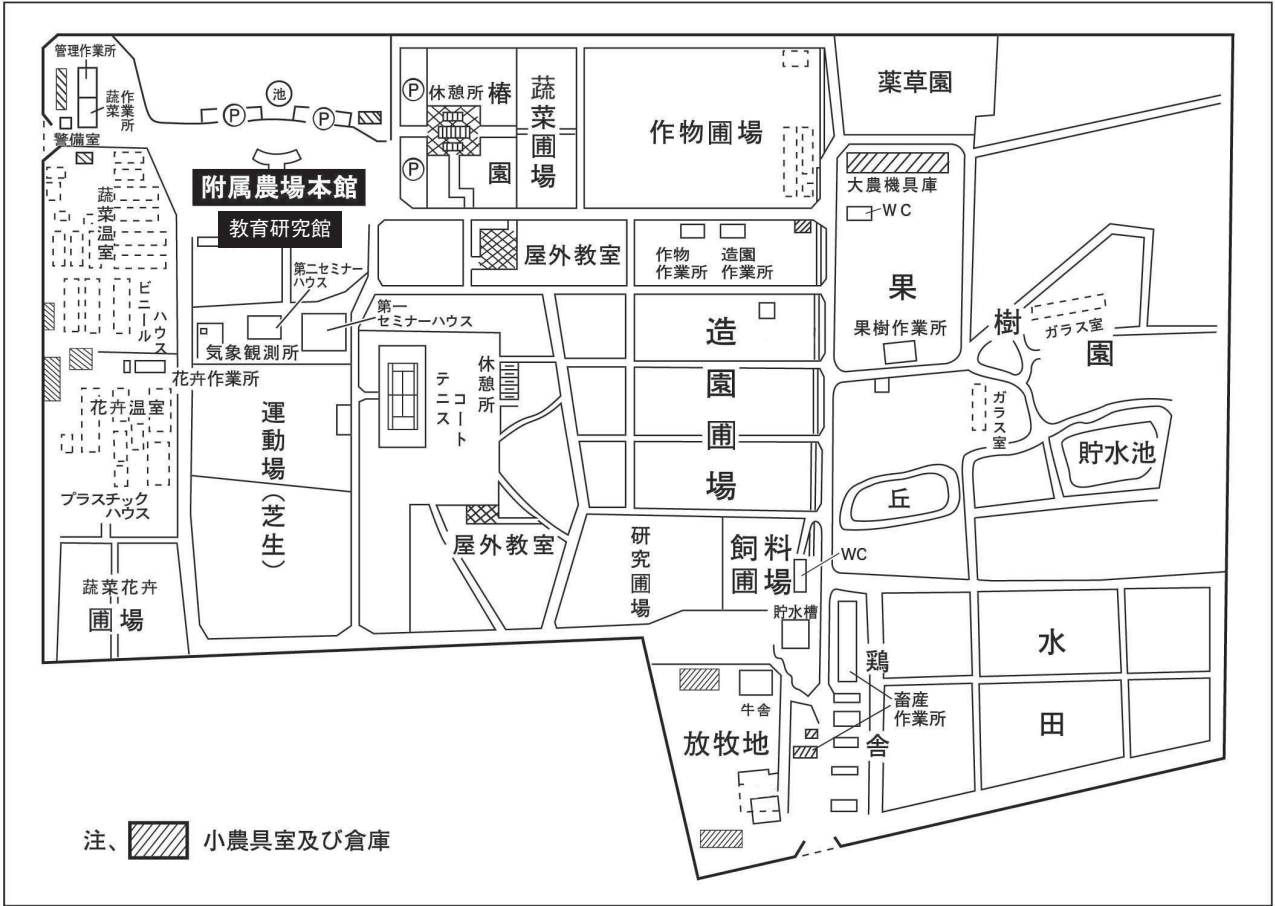 管理作業所
蔬菜作業所
警備室
池
P
P
P
P
休憩所
椿園
蔬菜圃場
作物圃場
薬草園
附属農場本館
教育研究館
大農機具庫
WC
蔬菜温室
ビニールハウス
屋外教室
作物作業所
造園作業所
第二セミナーハウス
第一セミナーハウス
気象観測所
花卉作業所
花卉温室
プラスチックハウス
運動場(芝生)
テニスコート
休憩所
造園圃場
果樹園
果樹作業所
ガラス室
ガラス室
貯水池
丘
屋外教室
研究圃場
飼料圃場
WC
貯水槽
蔬菜花卉圃場
鶏舎
畜産作業所
水田
牛舎
放牧地
注、小農具室及び倉庫